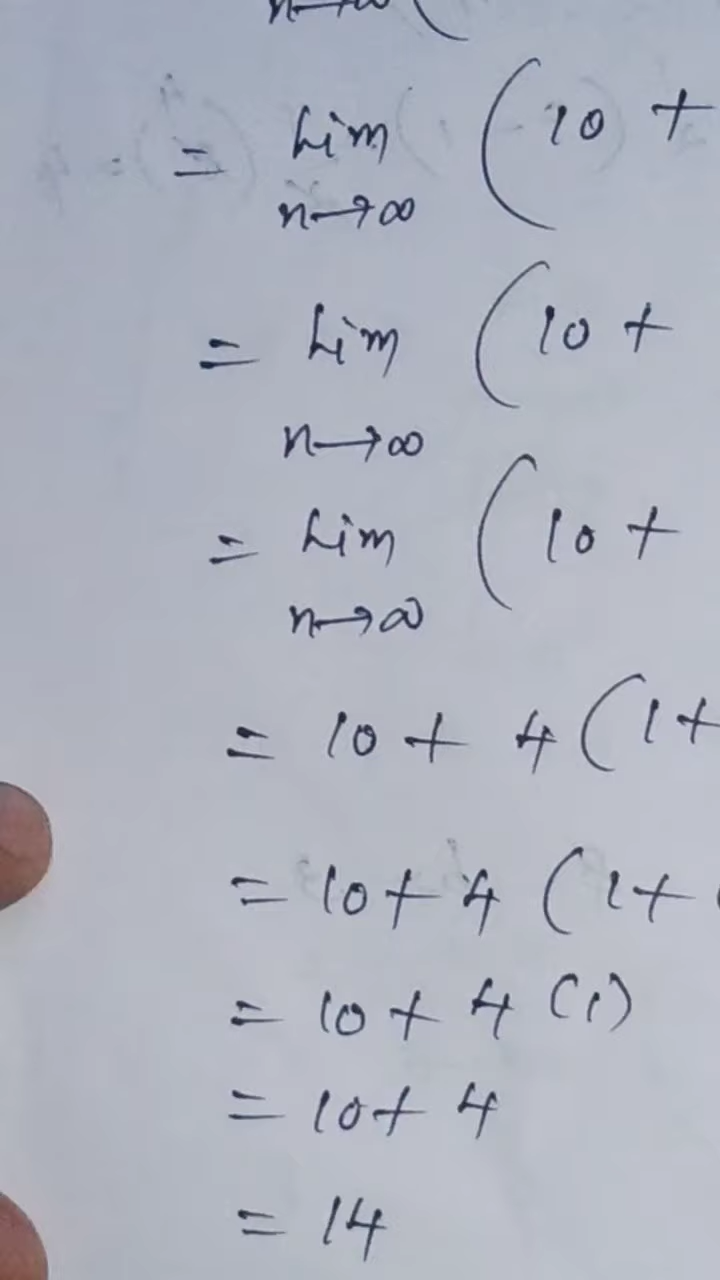 n→∞ (
= Lim (10 +
n→∞
= Lim (10 +
n→∞
= Lim (10 +
n→∞
= 10 + 4 (1+
= 10 + 4 (1+
= 10 + 4 (1)
= 10 + 4
= 14